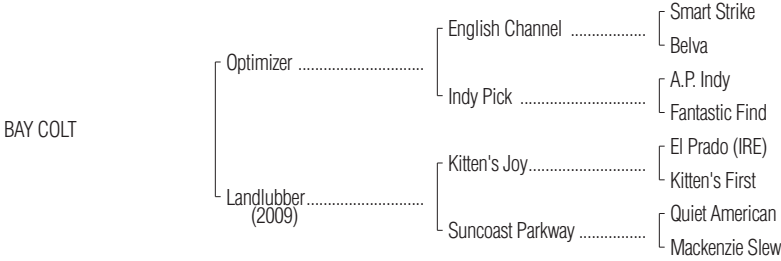 Smart Strike
English Channel ....................
Belva
Optimizer ..............................
A.P. Indy
Indy Pick ..................................
Fantastic Find
BAY COLT
El Prado (IRE)
Kitten's Joy................................
Kitten's First
Landlubber............................
(2009)
Quiet American
Suncoast Parkway .................
Mackenzie Slew